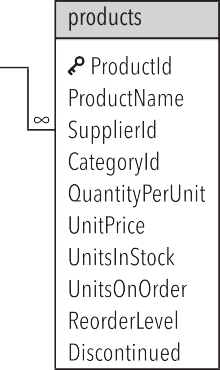 products
ProductId
ProductName
∞
SupplierId
CategoryId
QuantityPerUnit
UnitPrice
UnitsInStock
UnitsOnOrder
ReorderLevel
Discontinued